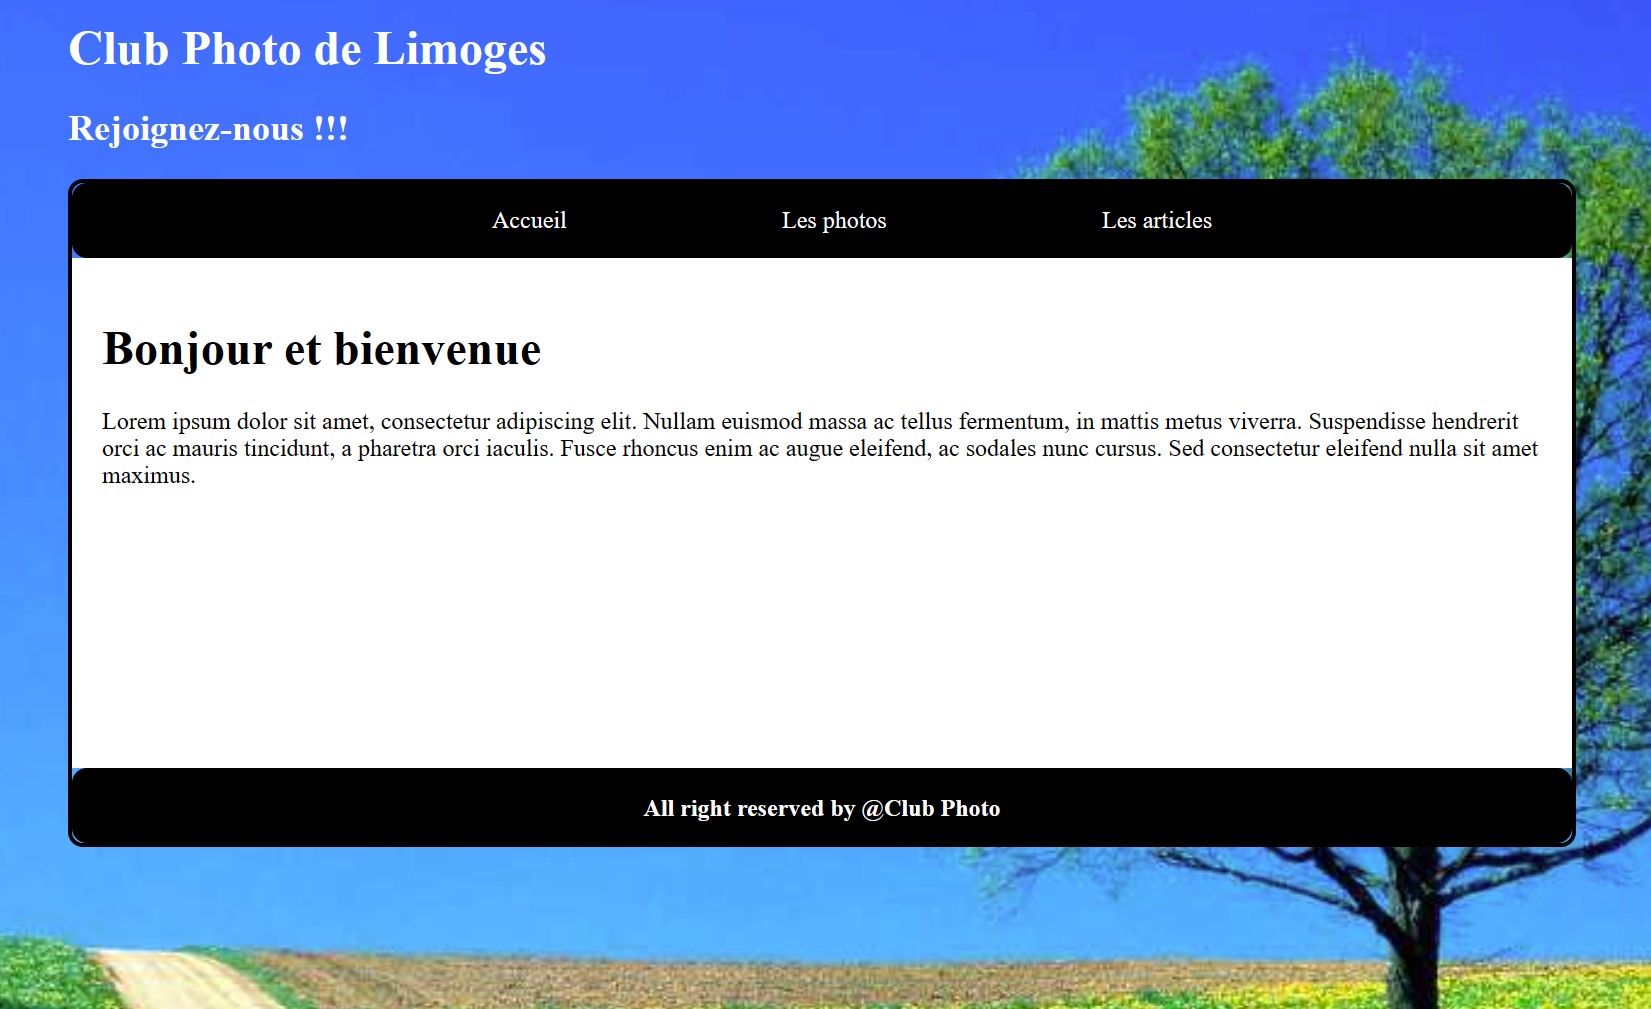 Club Photo de Limoges
Rejoignez-nous !!!
Accueil Les photos Les articles
Bonjour et bienvenue
Lorem ipsum dolor sit amet, consectetur adipiscing elit. Nullam euismod massa ac tellus fermentum, in mattis metus viverra. Suspendisse hendrerit
orci ac mauris tincidunt, a pharetra orci iaculis. Fusce rhoncus enim ac augue eleifend, ac sodales nunc cursus. Sed consectetur eleifend nulla sit amet
maximus.
All right reserved by @Club Photo